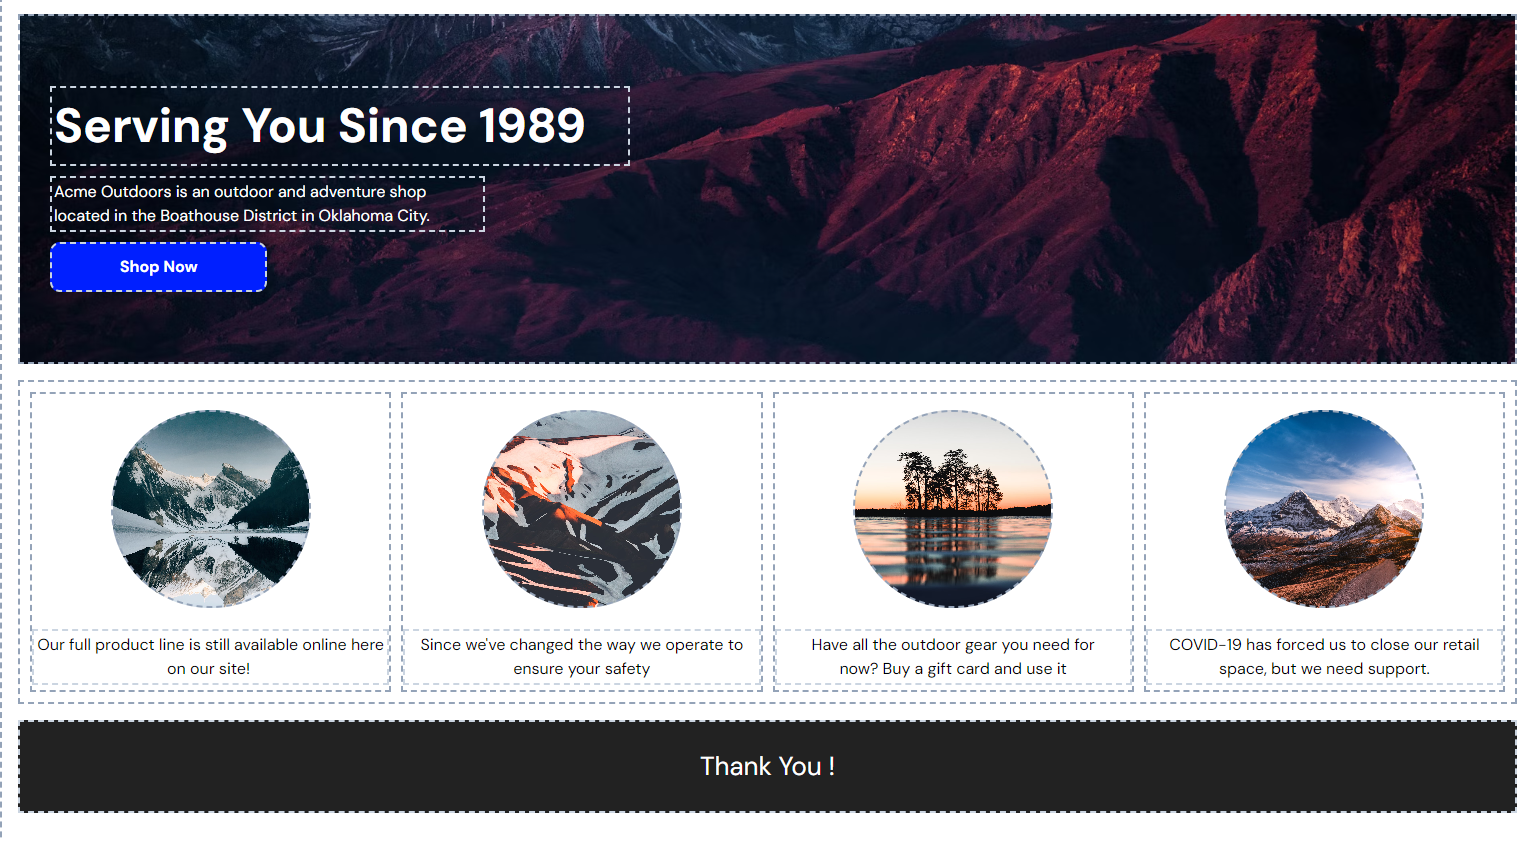 Serving You Since 1989
Acme Outdoors is an outdoor and adventure shop
located in the Boathouse District in Oklahoma City.
Shop Now
Our full product line is still available online here
on our site!
Since we've changed the way we operate to
ensure your safety
Have all the outdoor gear you need for
now? Buy a gift card and use it
COVID-19 has forced us to close our retail
space, but we need support.
Thank You !